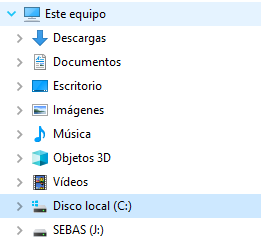 Este equipo
Descargas
Documentos
Escritorio
Imágenes
Música
Objetos 3D
Vídeos
Disco local (C:)
SEBAS (J:)